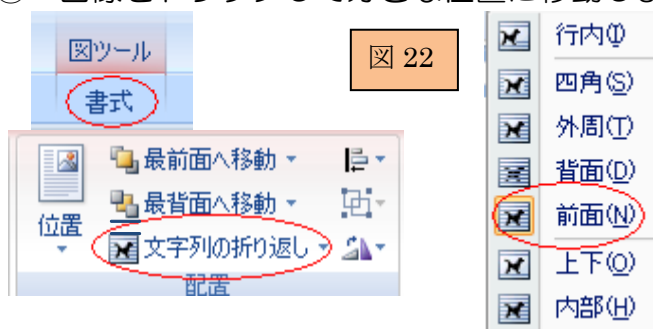 図ツール
書式
図 22
最前面へ移動
最背面へ移動
位置
文字列の折り返し
配置
行内(I)
四角(S)
外周(T)
背面(D)
前面(N)
上下(O)
内部(H)